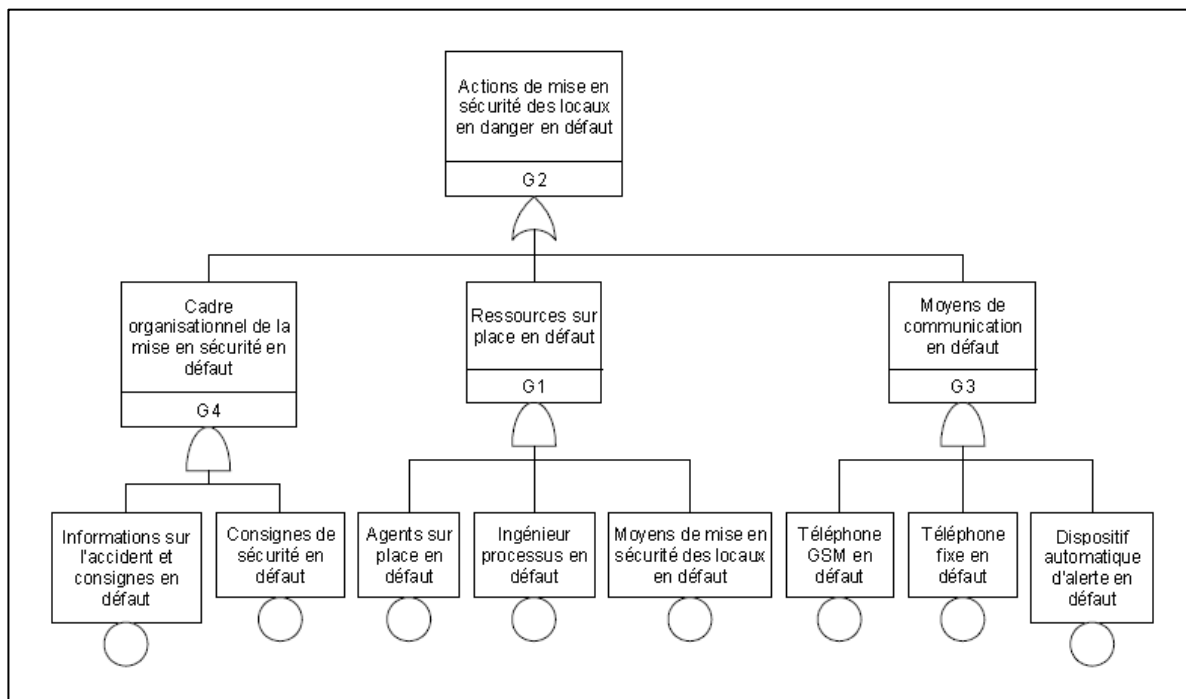 Actions de mise en
sécurité des locaux
en danger en défaut
G2
Cadre
organisationnel de la
mise en sécurité en
défaut
G4
Ressources sur
place en défaut
G1
Moyens de
communication
en défaut
G3
Informations sur
l'accident et
consignes en
défaut
Consignes de
sécurité en
défaut
Agents sur
place en
défaut
Ingénieur
processus en
défaut
Moyens de mise en
sécurité des locaux
en défaut
Téléphone
GSM en
défaut
Téléphone
fixe en
défaut
Dispositif
automatique
d'alerte en
défaut